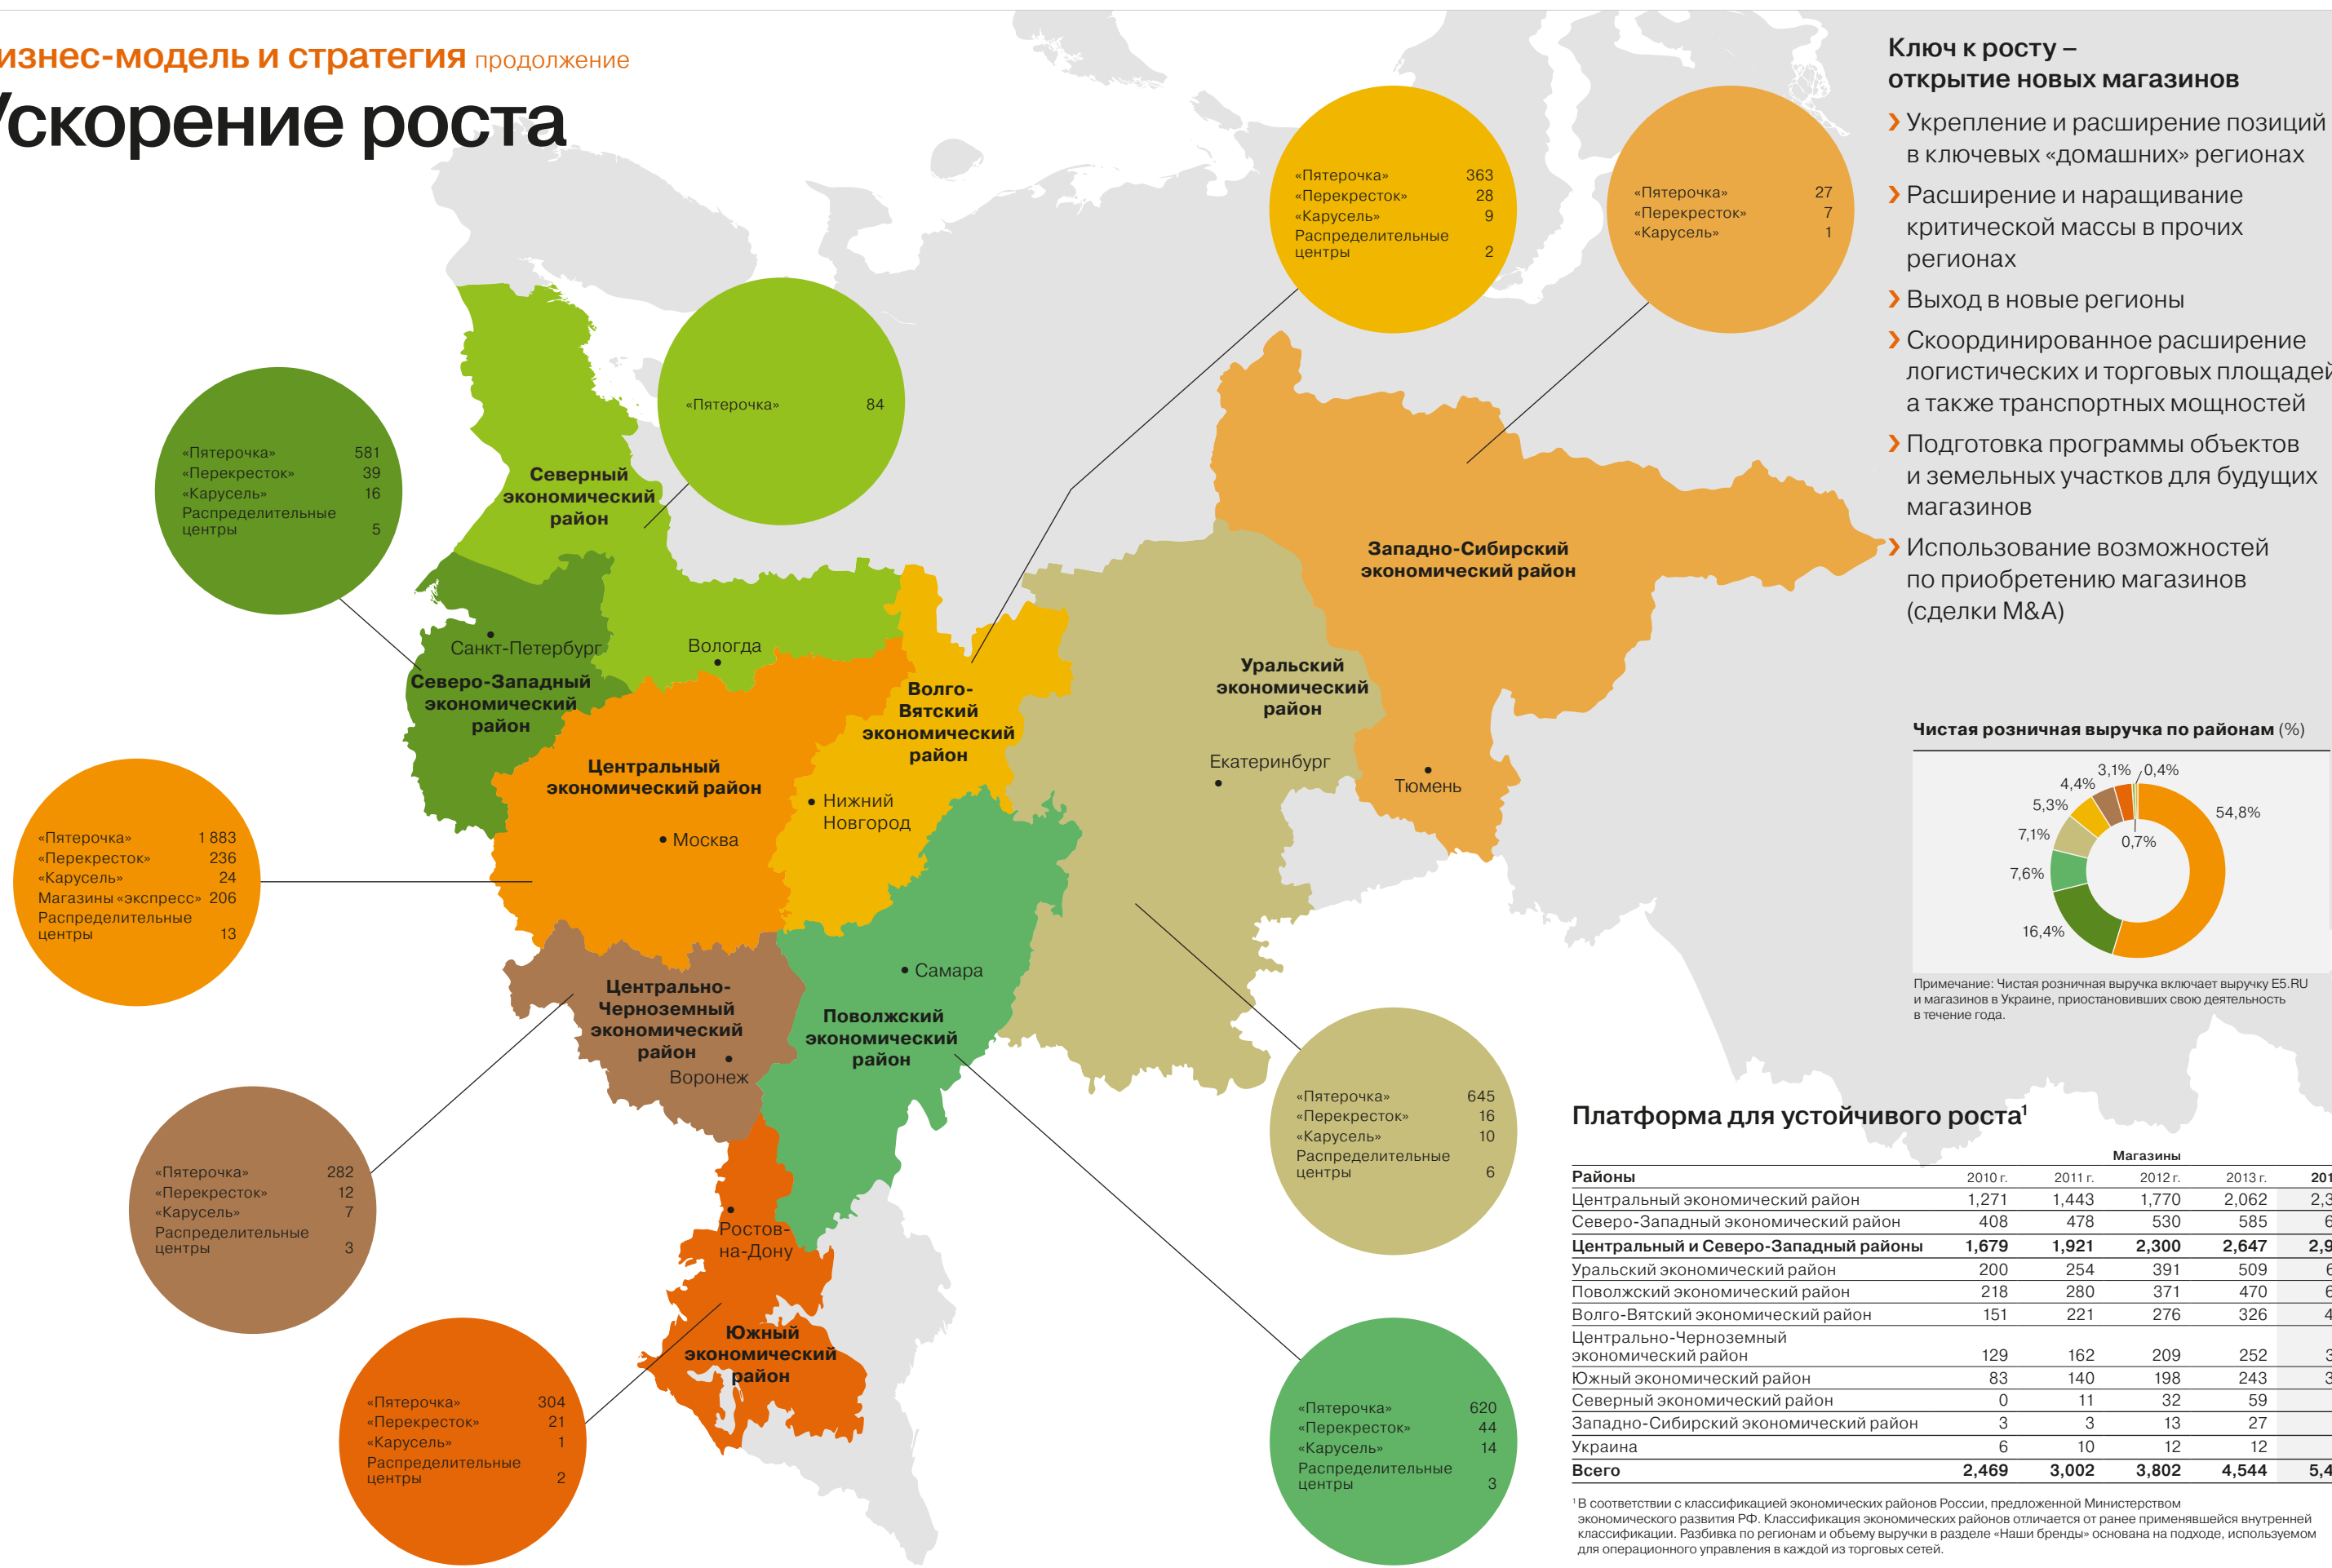 изнес-модель и стратегия продолжение
Ускорение роста
«Пятерочка» 363
«Перекресток» 28
«Карусель» 9
Распределительные
центры 2
«Пятерочка» 27
«Перекресток» 7
«Карусель» 1
«Пятерочка» 84
«Пятерочка» 581
«Перекресток» 39
«Карусель» 16
Распределительные
центры 5
«Пятерочка» 1 883
«Перекресток» 236
«Карусель» 24
Магазины «экспресс» 206
Распределительные
центры 13
«Пятерочка» 282
«Перекресток» 12
«Карусель» 7
Распределительные
центры 3
«Пятерочка» 304
«Перекресток» 21
«Карусель» 1
Распределительные
центры 2
«Пятерочка» 645
«Перекресток» 16
«Карусель» 10
Распределительные
центры 6
«Пятерочка» 620
«Перекресток» 44
«Карусель» 14
Распределительные
центры 3
Северный
экономический
район
Санкт-Петербург
Вологда
Северо-Западный
экономический
район
Центральный
экономический район
Москва
Волго-
Вятский
экономический
район
Нижний
Новгород
Уральский
экономический
район
Екатеринбург
Западно-Сибирский
экономический район
Тюмень
Центрально-
Черноземный
экономический
район
Воронеж
Самара
Поволжский
экономический
район
Ростов-
на-Дону
Южный
экономический
район
Ключ к росту –
открытие новых магазинов
Укрепление и расширение позиций
в ключевых «домашних» регионах
Расширение и наращивание
критической массы в прочих
регионах
Выход в новые регионы
Скоординированное расширение
логистических и торговых площадей
а также транспортных мощностей
Подготовка программы объектов
и земельных участков для будущих
магазинов
Использование возможностей
по приобретению магазинов
(сделки M&A)
Чистая розничная выручка по районам (%)
3,1% 0,4%
4,4%
5,3%
54,8%
7,1%
0,7%
7,6%
16,4%
Примечание: Чистая розничная выручка включает выручку E5.RU
и магазинов в Украине, приостановивших свою деятельность
в течение года.
Платформа для устойчивого роста¹
Магазины
Районы 2010 г. 2011 г. 2012 г. 2013 г. 201
Центральный экономический район 1,271 1,443 1,770 2,062 2,3
Северо-Западный экономический район 408 478 530 585 6
Центральный и Северо-Западный районы 1,679 1,921 2,300 2,647 2,9
Уральский экономический район 200 254 391 509 6
Поволжский экономический район 218 280 371 470 6
Волго-Вятский экономический район 151 221 276 326 4
Центрально-Черноземный
экономический район 129 162 209 252 3
Южный экономический район 83 140 198 243 3
Северный экономический район 0 11 32 59
Западно-Сибирский экономический район 3 3 13 27
Украина 6 10 12 12
Всего 2,469 3,002 3,802 4,544 5,4
¹ В соответствии с классификацией экономических районов России, предложенной Министерством
экономического развития РФ. Классификация экономических районов отличается от ранее применявшейся внутренней
классификации. Разбивка по регионам и объему выручки в разделе «Наши бренды» основана на подходе, используемом
для операционного управления в каждой из торговых сетей.